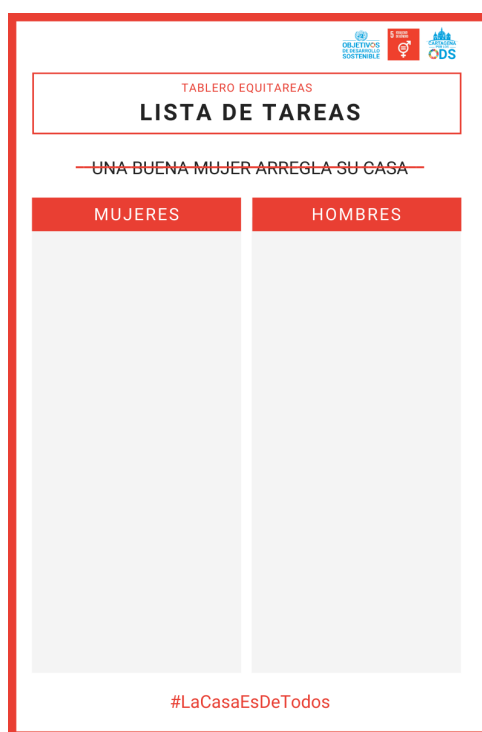 OBJETIVOS
DE DESARROLLO
SOSTENIBLE
5
CARTAGENA
ODS
TABLERO EQUITAREAS
LISTA DE TAREAS
UNA BUENA MUJER ARREGLA SU CASA
MUJERES
HOMBRES
#LaCasaEsDeTodos